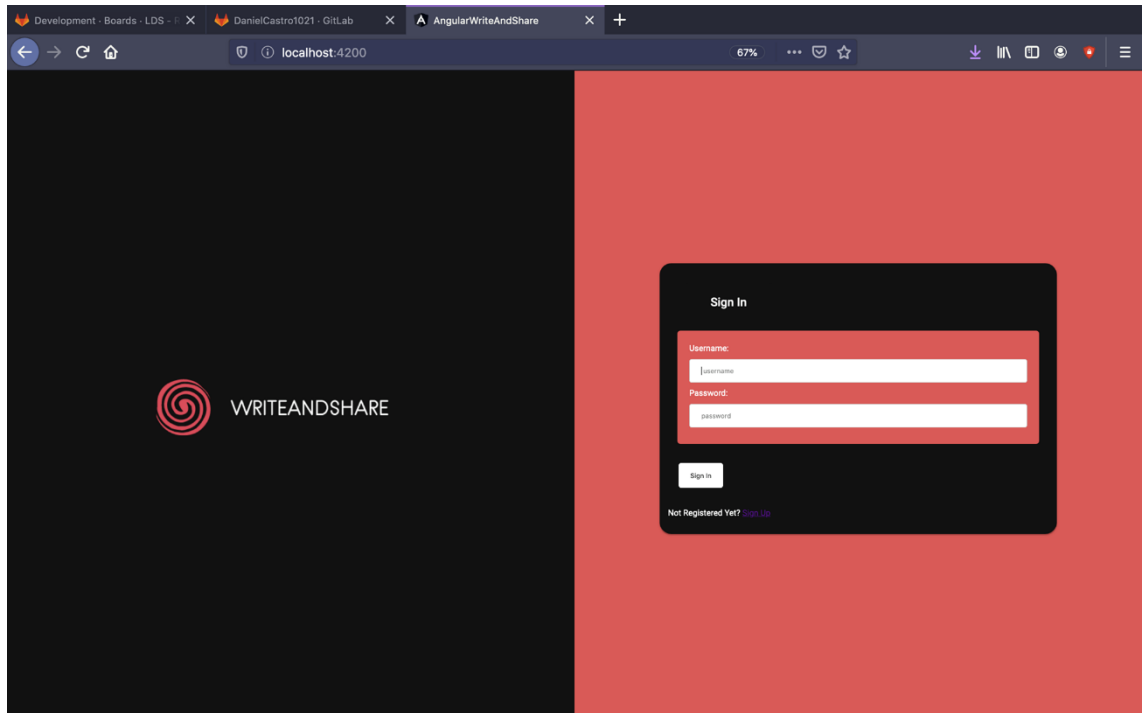 Development · Boards · LDS -
DanielCastro1021 · GitLab
AngularWriteAndShare
localhost:4200
67%
Sign In
Username:
username
Password:
WRITEANDSHARE
password
Sign In
Not Registered Yet? Sign Up